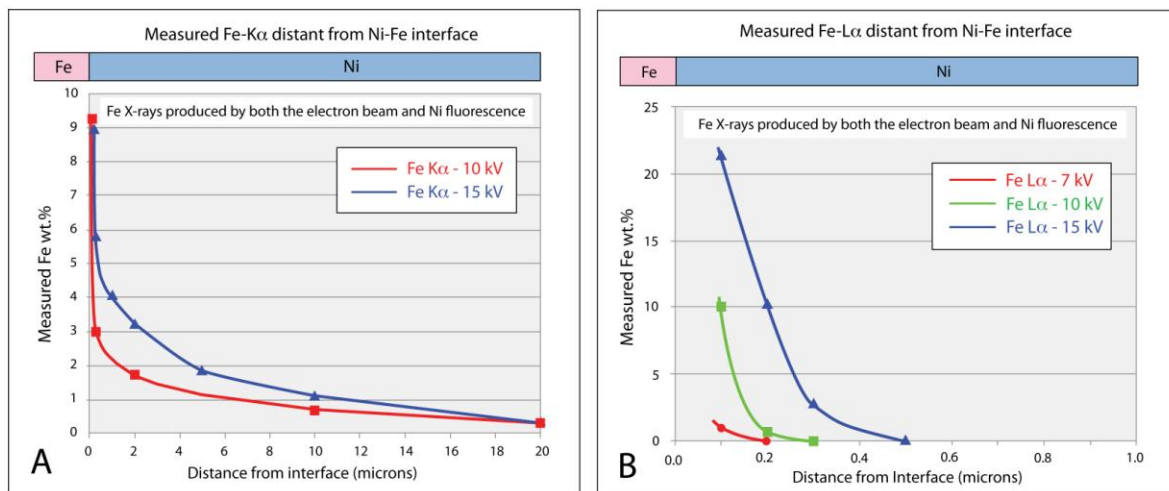 Measured Fe-Kα distant from Ni-Fe interface
Fe
Ni
Fe X-rays produced by both the electron beam and Ni fluorescence
Fe Kα - 10 kV
Fe Kα - 15 kV
Measured Fe wt.%
10
9
8
7
6
5
4
3
2
1
0
0
2
4
6
8
10
12
14
16
18
20
Distance from interface (microns)
A
Measured Fe-Lα distant from Ni-Fe interface
Fe
Ni
Fe X-rays produced by both the electron beam and Ni fluorescence
Fe Lα - 7 kV
Fe Lα - 10 kV
Fe Lα - 15 kV
Measured Fe wt.%
25
20
15
10
5
0
0.0
0.2
0.4
0.6
0.8
1.0
Distance from Interface (microns)
B